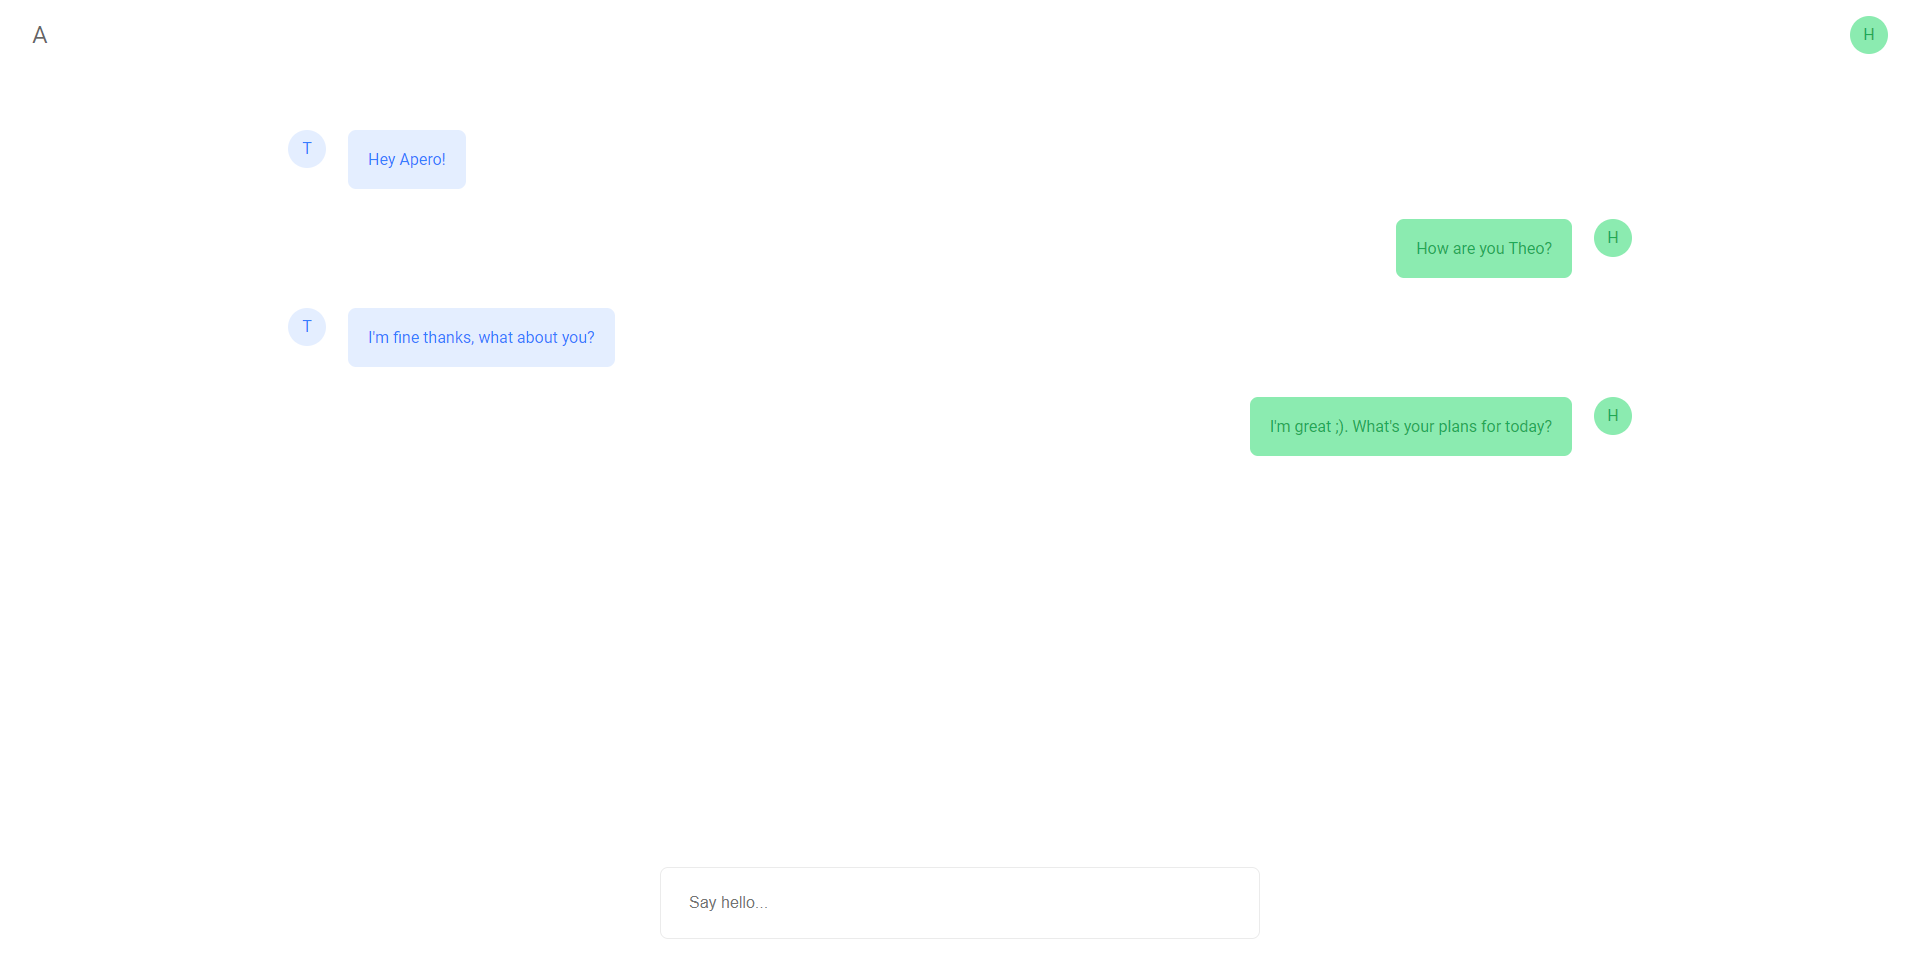 A
H
T
Hey Apero!
How are you Theo?
H
T
I'm fine thanks, what about you?
I'm great ;). What's your plans for today?
H
Say hello...